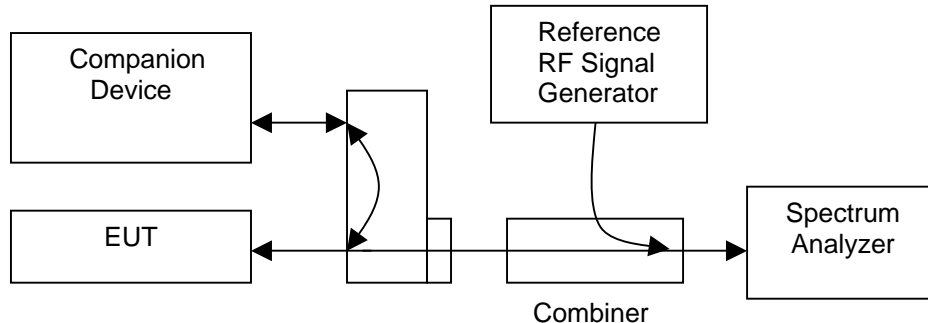 Companion
Device
Reference
RF Signal
Generator
EUT
Spectrum
Analyzer
Combiner